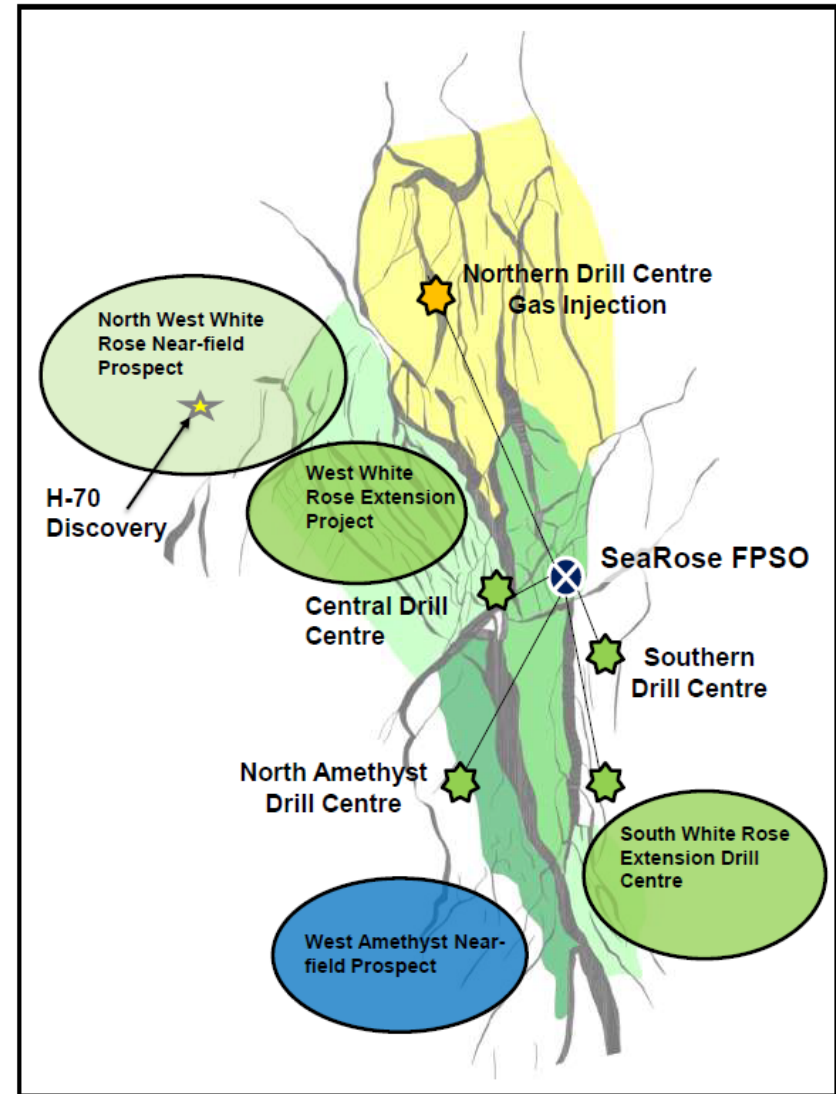 Northern Drill Centre
Gas Injection
North West White
Rose Near-field
Prospect
H-70
Discovery
West White
Rose Extension
Project
SeaRose FPSO
Central Drill
Centre
Southern
Drill Centre
North Amethyst
Drill Centre
South White Rose
Extension Drill
Centre
West Amethyst Near-
field Prospect